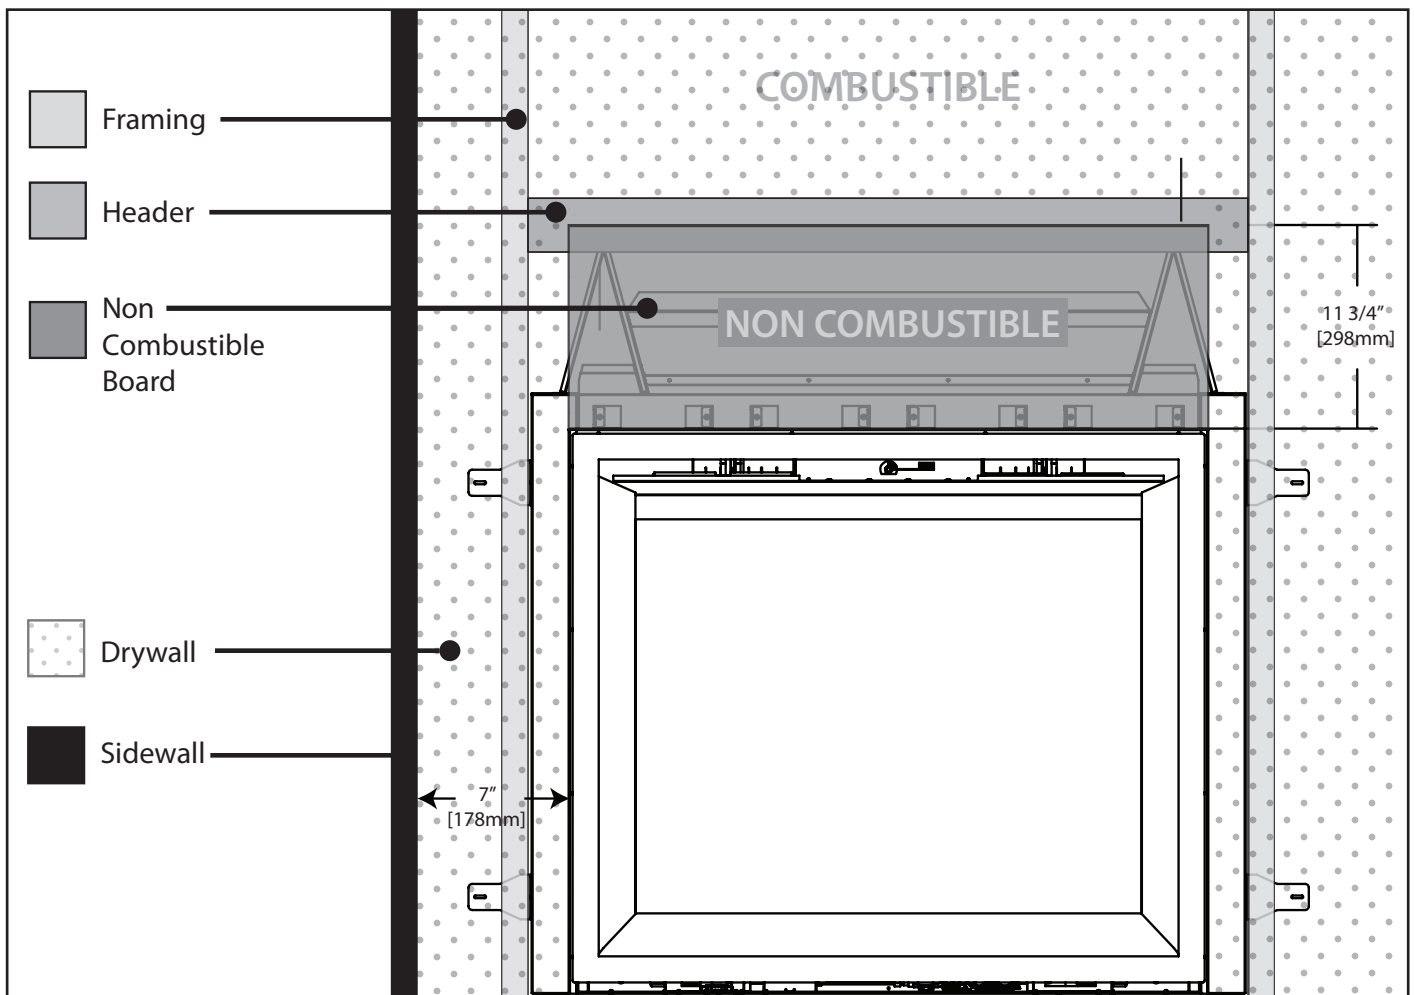 COMBUSTIBLE
Framing
Header
Non
Combustible
Board
NON COMBUSTIBLE
11 3/4”
[298mm]
Drywall
Sidewall
7”
[178mm]